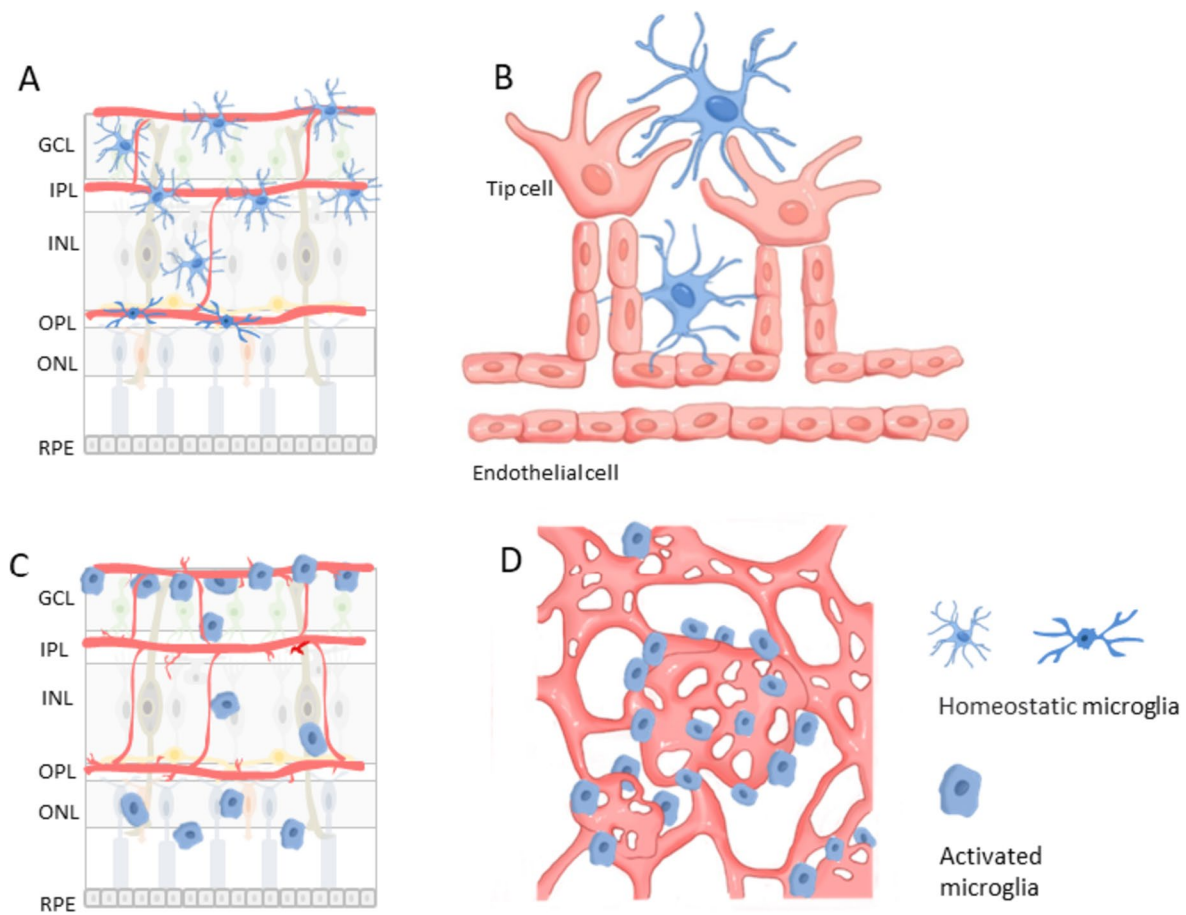 A
GCL
IPL
INL
OPL
ONL
RPE
B
Tip cell
Endothelial cell
C
GCL
IPL
INL
OPL
ONL
RPE
D
Homeostatic microglia
Activated
microglia